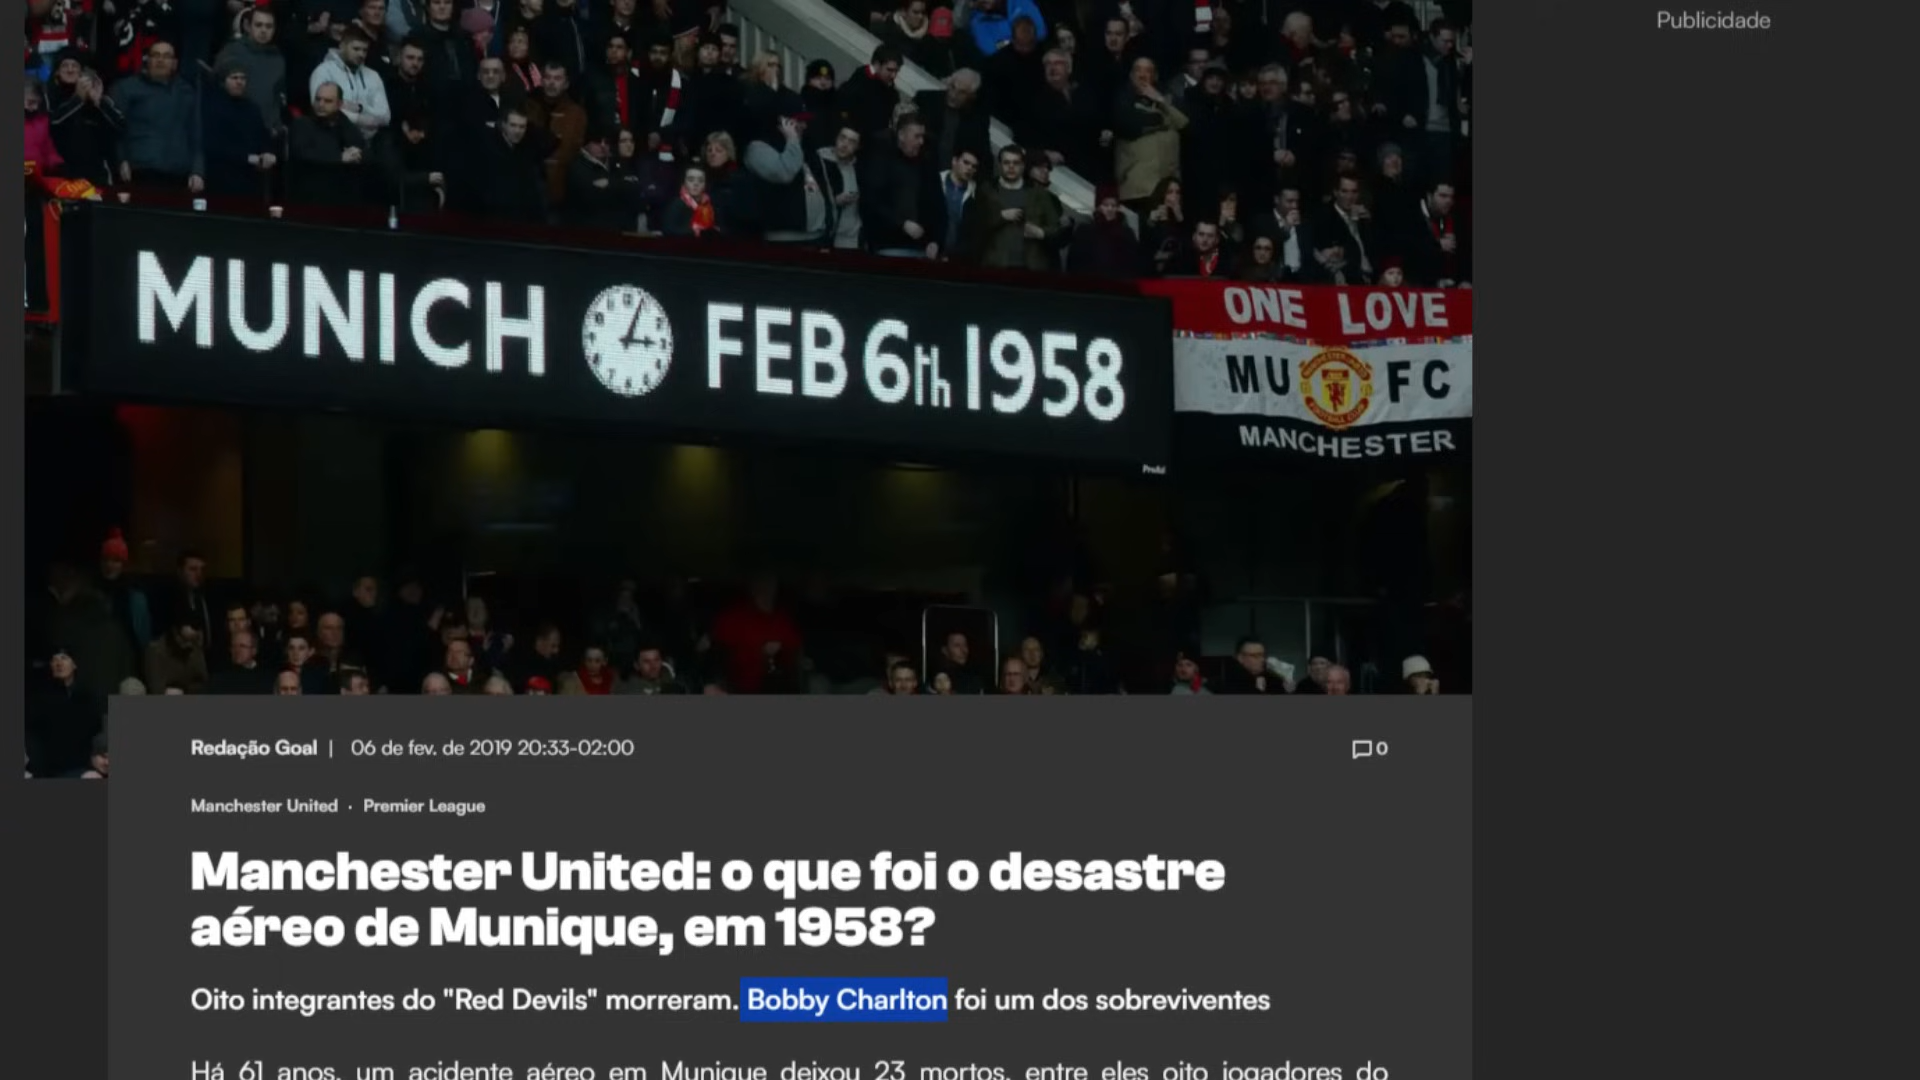 Publicidade
MUNICH FEB 6th 1958
ONE LOVE
MU FC
MANCHESTER
Redação Goal | 06 de fev. de 2019 20:33-02:00
0
Manchester United · Premier League
Manchester United: o que foi o desastre
aéreo de Munique, em 1958?
Oito integrantes do "Red Devils" morreram. Bobby Charlton foi um dos sobreviventes
Há 61 anos, um acidente aéreo em Munique deixou 23 mortos, entre eles oito jogadores do